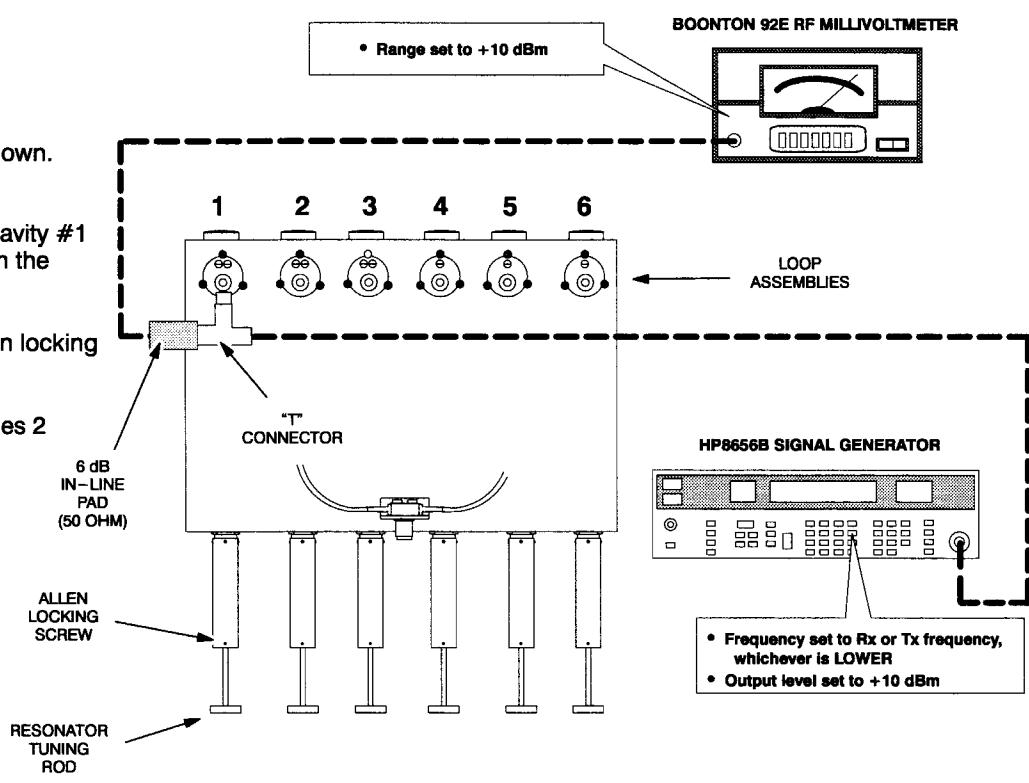 BOONTON 92E RF MILLIVOLTMETER
• Range set to +10 dBm
own.
avity #1
n the
n locking
es 2
1 2 3 4 5 6
LOOP
ASSEMBLIES
"T"
CONNECTOR
6 dB
IN-LINE
PAD
(50 OHM)
HP8656B SIGNAL GENERATOR
ALLEN
LOCKING
SCREW
• Frequency set to Rx or Tx frequency,
whichever is LOWER
• Output level set to +10 dBm
RESONATOR
TUNING
ROD